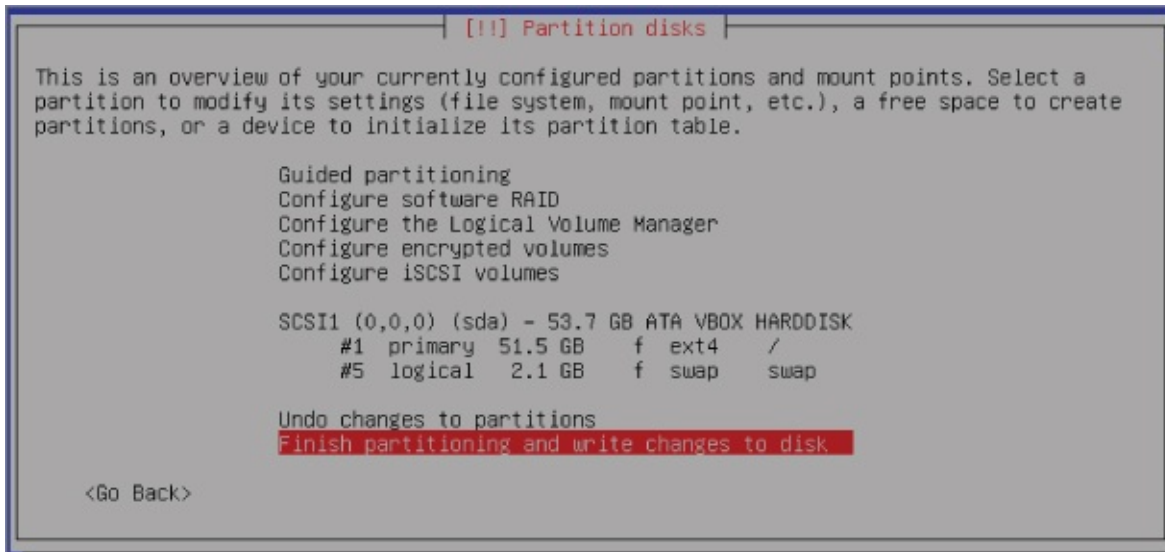 [!!] Partition disks
This is an overview of your currently configured partitions and mount points. Select a
partition to modify its settings (file system, mount point, etc.), a free space to create
partitions, or a device to initialize its partition table.
Guided partitioning
Configure software RAID
Configure the Logical Volume Manager
Configure encrypted volumes
Configure iSCSI volumes
SCSI1 (0,0,0) (sda) - 53.7 GB ATA VBOX HARDDISK
#1 primary 51.5 GB f ext4 /
#5 logical 2.1 GB f swap swap
Undo changes to partitions
Finish partitioning and write changes to disk
<Go Back>